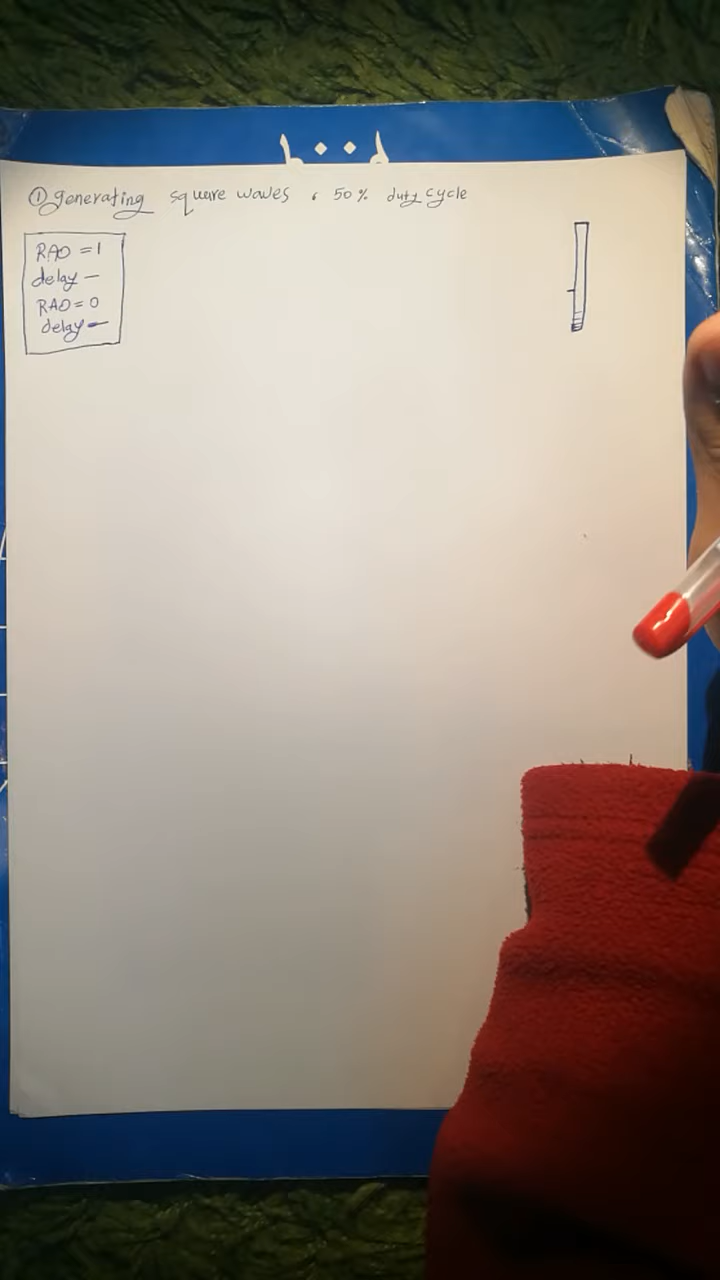 ① generating square waves , 50% duty cycle
RA0 = 1
delay —
RA0 = 0
delay —